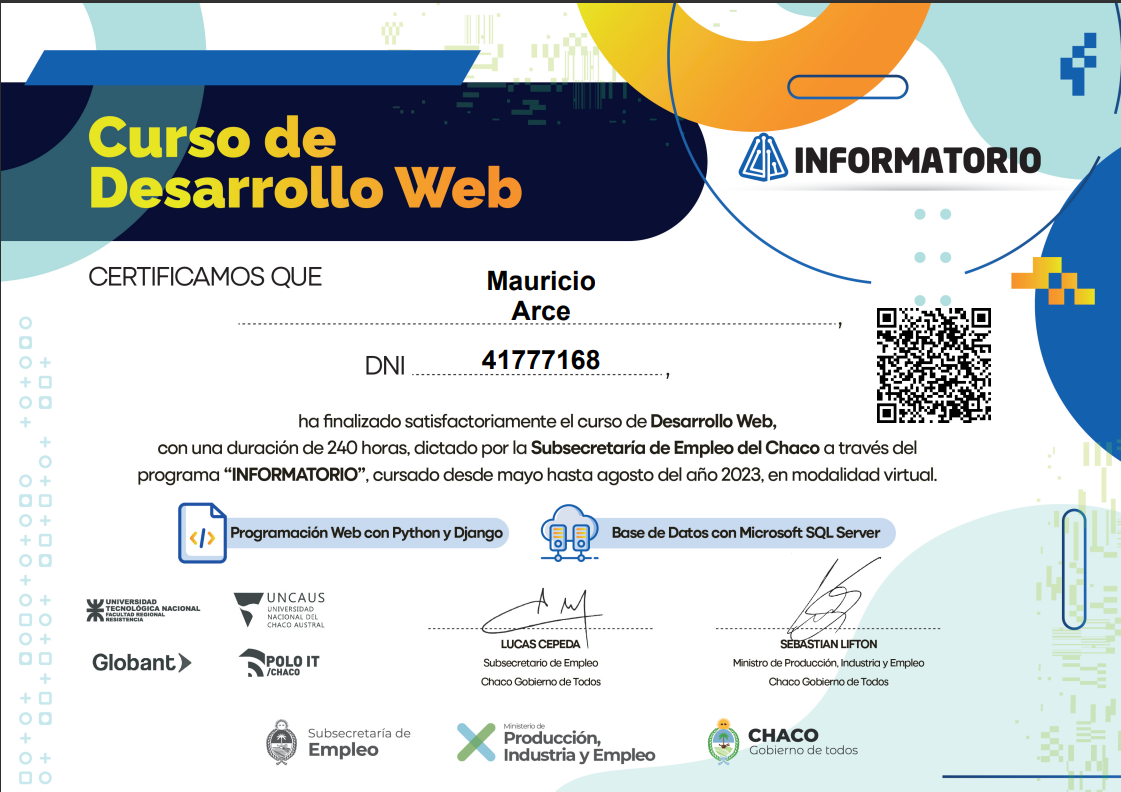 Curso de
Desarrollo Web
INFORMATORIO
CERTIFICAMOS QUE
Mauricio
Arce
,
DNI 41777168 ,
ha finalizado satisfactoriamente el curso de Desarrollo Web,
con una duración de 240 horas, dictado por la Subsecretaría de Empleo del Chaco a través del
programa “INFORMATORIO”, cursado desde mayo hasta agosto del año 2023, en modalidad virtual.
</> Programación Web con Python y Django
Base de Datos con Microsoft SQL Server
UNIVERSIDAD
TECNOLÓGICA NACIONAL
FACULTAD REGIONAL
RESISTENCIA
UNCAUS
UNIVERSIDAD
NACIONAL DEL
CHACO AUSTRAL
Globant
POLO IT
/CHACO
LUCAS CEPEDA
Subsecretario de Empleo
Chaco Gobierno de Todos
SEBASTIAN LIFTON
Ministro de Producción, Industria y Empleo
Chaco Gobierno de Todos
Subsecretaría de
Empleo
Ministerio de
Producción,
Industria y Empleo
CHACO
Gobierno de todos